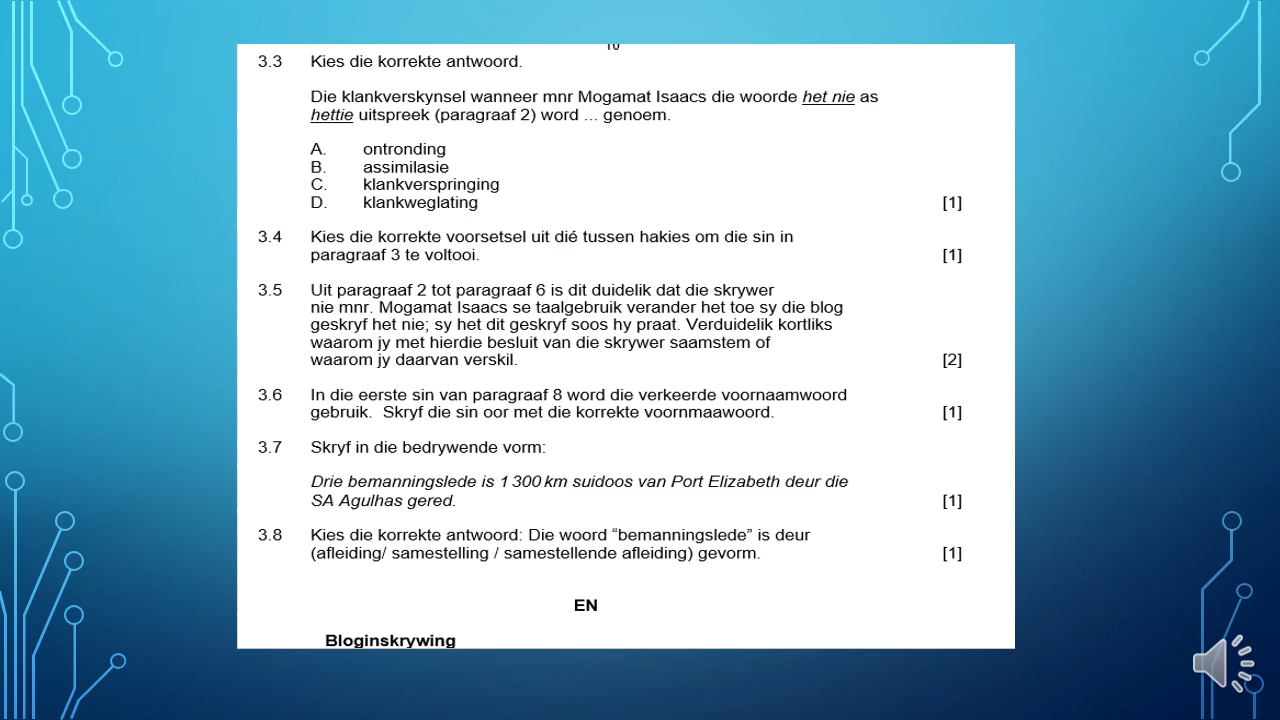 10
3.3 Kies die korrekte antwoord.
Die klankverskynsel wanneer mnr Mogamat Isaacs die woorde het nie as
hettie uitspreek (paragraaf 2) word ... genoem.
A. ontronding
B. assimilasie
C. klankverspringing
D. klankweglating [1]
3.4 Kies die korrekte voorsetsel uit dié tussen hakies om die sin in
paragraaf 3 te voltooi. [1]
3.5 Uit paragraaf 2 tot paragraaf 6 is dit duidelik dat die skrywer
nie mnr. Mogamat Isaacs se taalgebruik verander het toe sy die blog
geskryf het nie; sy het dit geskryf soos hy praat. Verduidelik kortliks
waarom jy met hierdie besluit van die skrywer saamstem of
waarom jy daarvan verskil. [2]
3.6 In die eerste sin van paragraaf 8 word die verkeerde voornaamwoord
gebruik. Skryf die sin oor met die korrekte voornmaawoord. [1]
3.7 Skryf in die bedrywende vorm:
Drie bemanningslede is 1 300 km suidoos van Port Elizabeth deur die
SA Agulhas gered. [1]
3.8 Kies die korrekte antwoord: Die woord “bemanningslede” is deur
(afleiding/ samestelling / samestellende afleiding) gevorm. [1]
EN
Bloginskrywing